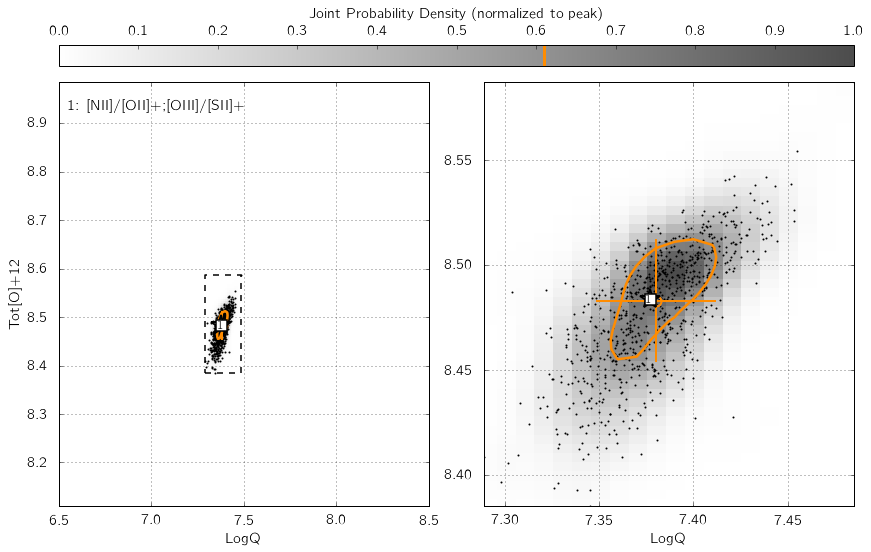 Joint Probability Density (normalized to peak)
0.0 0.1 0.2 0.3 0.4 0.5 0.6 0.7 0.8 0.9 1.0
1: [NII]/[OII]+;[OIII]/[SII]+
Tot[O]+12
8.9
8.8
8.7
8.6
8.5
8.4
8.3
8.2
1
6.5 7.0 7.5 8.0 8.5
LogQ
8.55
8.50
8.45
8.40
1
7.30 7.35 7.40 7.45
LogQ